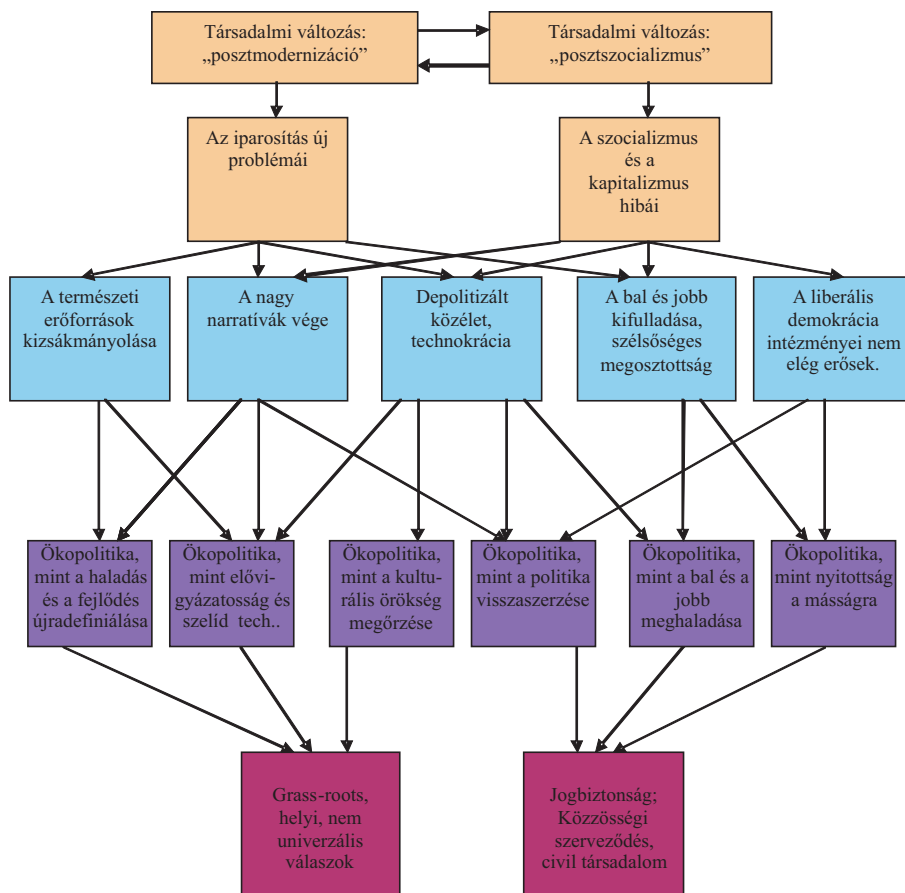 Társadalmi változás:
„posztmodernizáció”
Társadalmi változás:
„posztszocializmus"
Az iparosítás új
problémái
A szocializmus
és a
kapitalizmus
hibái
A természeti
erőforrások
kizsákmányolása
A nagy
narratívák vége
Depolitizált
közélet,
technokrácia
A bal és jobb
kifulladása,
szélsőséges
megosztottság
A liberális
demokrácia
intézményei nem
elég erősek.
Ökopolitika,
mint a haladás
és a fejlődés
újradefiniálása
Ökopolitika,
mint elővi-
gyázatosság és
szelíd tech..
Ökopolitika,
mint a kultu-
rális örökség
megőrzése
Ökopolitika,
mint a politika
visszaszerzése
Ökopolitika,
mint a bal és a
jobb
meghaladása
Ökopolitika,
mint nyitottság
a másságra
Grass-roots,
helyi, nem
univerzális
válaszok
Jogbiztonság;
Közzösségi
szerveződés,
civil társadalom